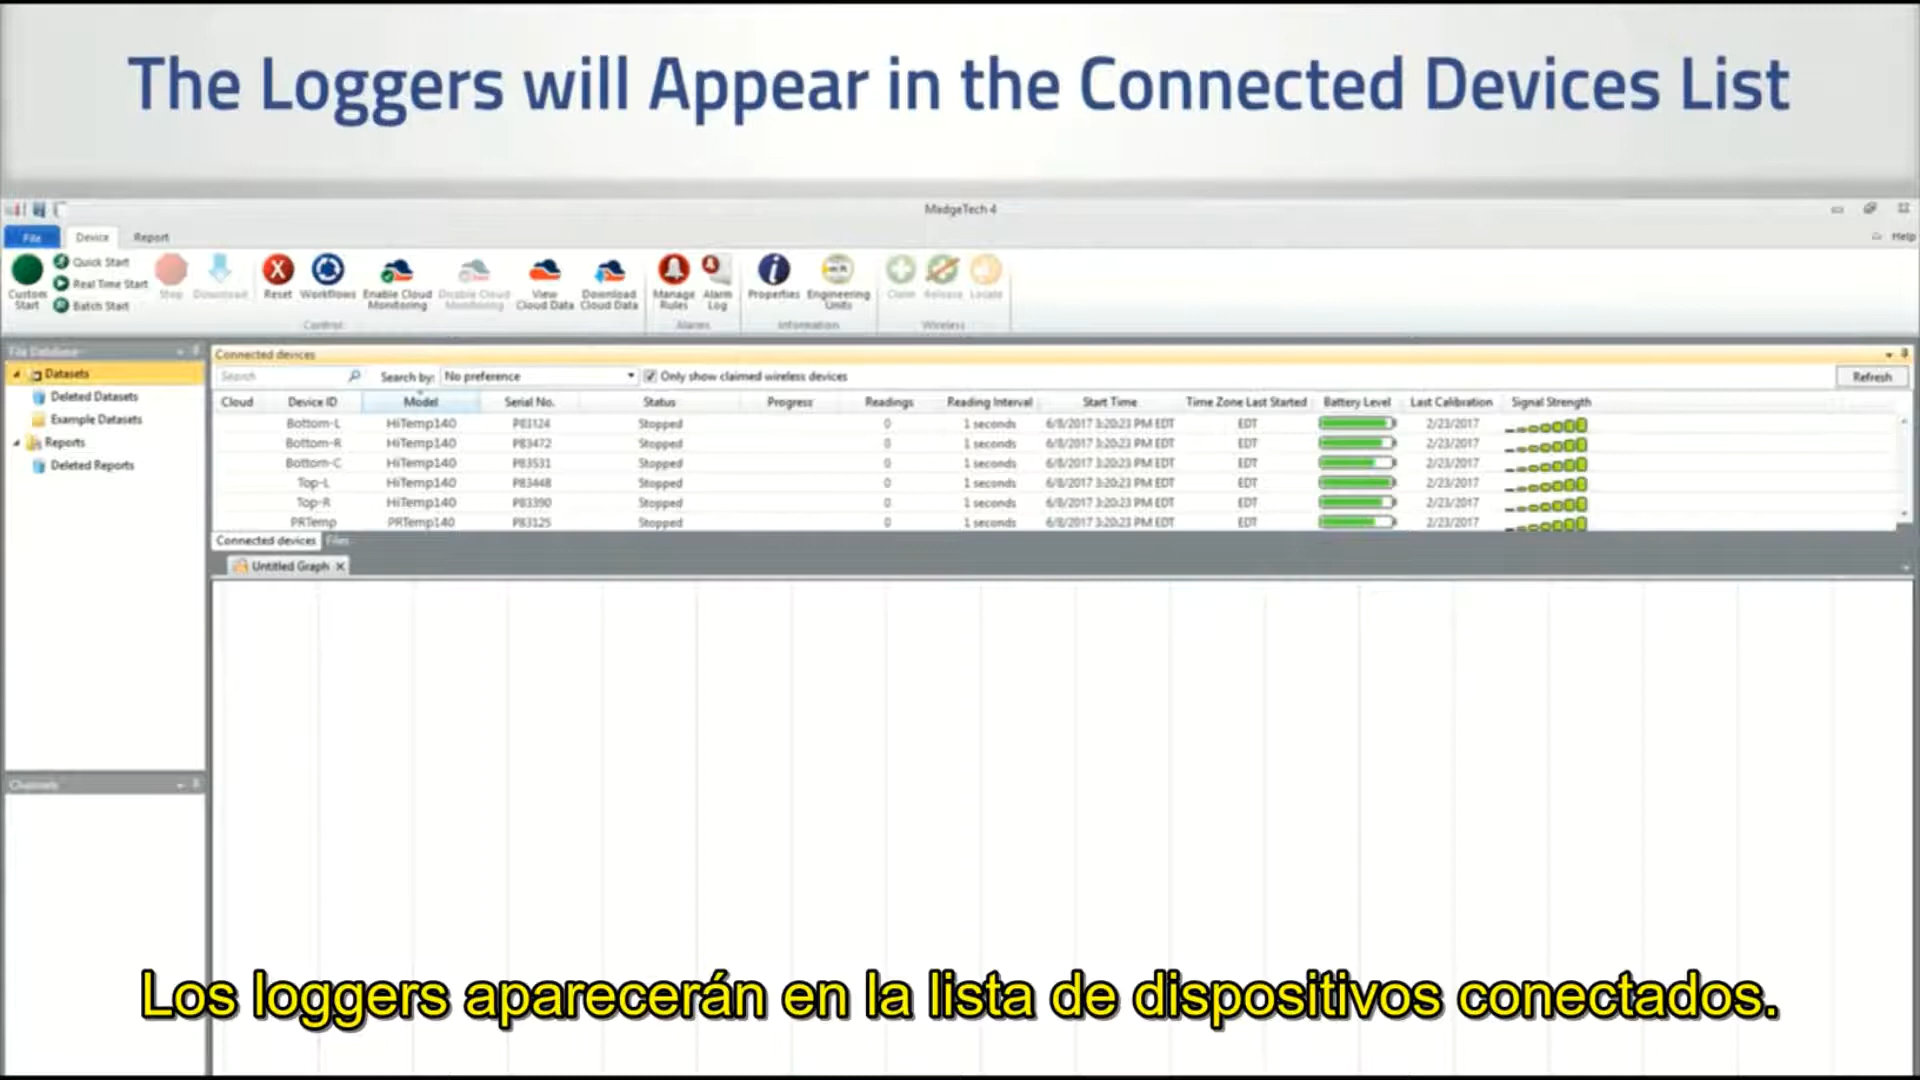 The Loggers will Appear in the Connected Devices List
MadgeTech 4
File Device Report Help
Custom Start
Quick Start
Real Time Start
Batch Start
Stop
Download
Reset
Workflows
Enable Cloud Monitoring
Disable Cloud Monitoring
View Cloud Data
Download Cloud Data
Manage Rules
Alarm Log
Properties
Engineering Units
Claim
Release
Locate
Control
Alarms
Information
Wireless
File Database
Datasets
Deleted Datasets
Example Datasets
Reports
Deleted Reports
Channels
Connected devices
Search Search by: No preference Only show claimed wireless devices Refresh
Cloud Device ID Model Serial No. Status Progress Readings Reading Interval Start Time Time Zone Last Started Battery Level Last Calibration Signal Strength
Bottom-L HiTemp140 P83124 Stopped 0 1 seconds 6/8/2017 3:20:23 PM EDT EDT 2/23/2017
Bottom-R HiTemp140 P83472 Stopped 0 1 seconds 6/8/2017 3:20:23 PM EDT EDT 2/23/2017
Bottom-C HiTemp140 P83531 Stopped 0 1 seconds 6/8/2017 3:20:23 PM EDT EDT 2/23/2017
Top-L HiTemp140 P83448 Stopped 0 1 seconds 6/8/2017 3:20:23 PM EDT EDT 2/23/2017
Top-R HiTemp140 P83390 Stopped 0 1 seconds 6/8/2017 3:20:23 PM EDT EDT 2/23/2017
PRTemp PRTemp140 P83125 Stopped 0 1 seconds 6/8/2017 3:20:23 PM EDT EDT 2/23/2017
Connected devices Files
Untitled Graph
Los loggers aparecerán en la lista de dispositivos conectados.